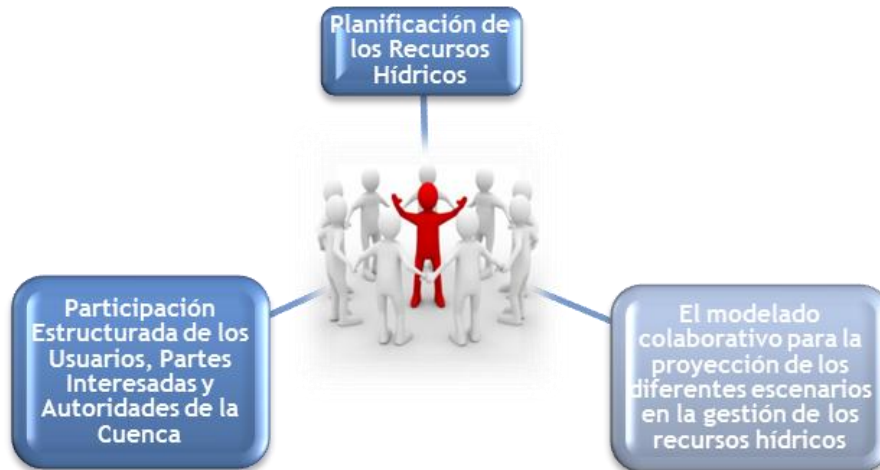 Planificación de
los Recursos
Hídricos
Participación
Estructurada de los
Usuarios, Partes
Interesadas y
Autoridades de la
Cuenca
El modelado
colaborativo para la
proyección de los
diferentes escenarios
en la gestión de los
recursos hídricos